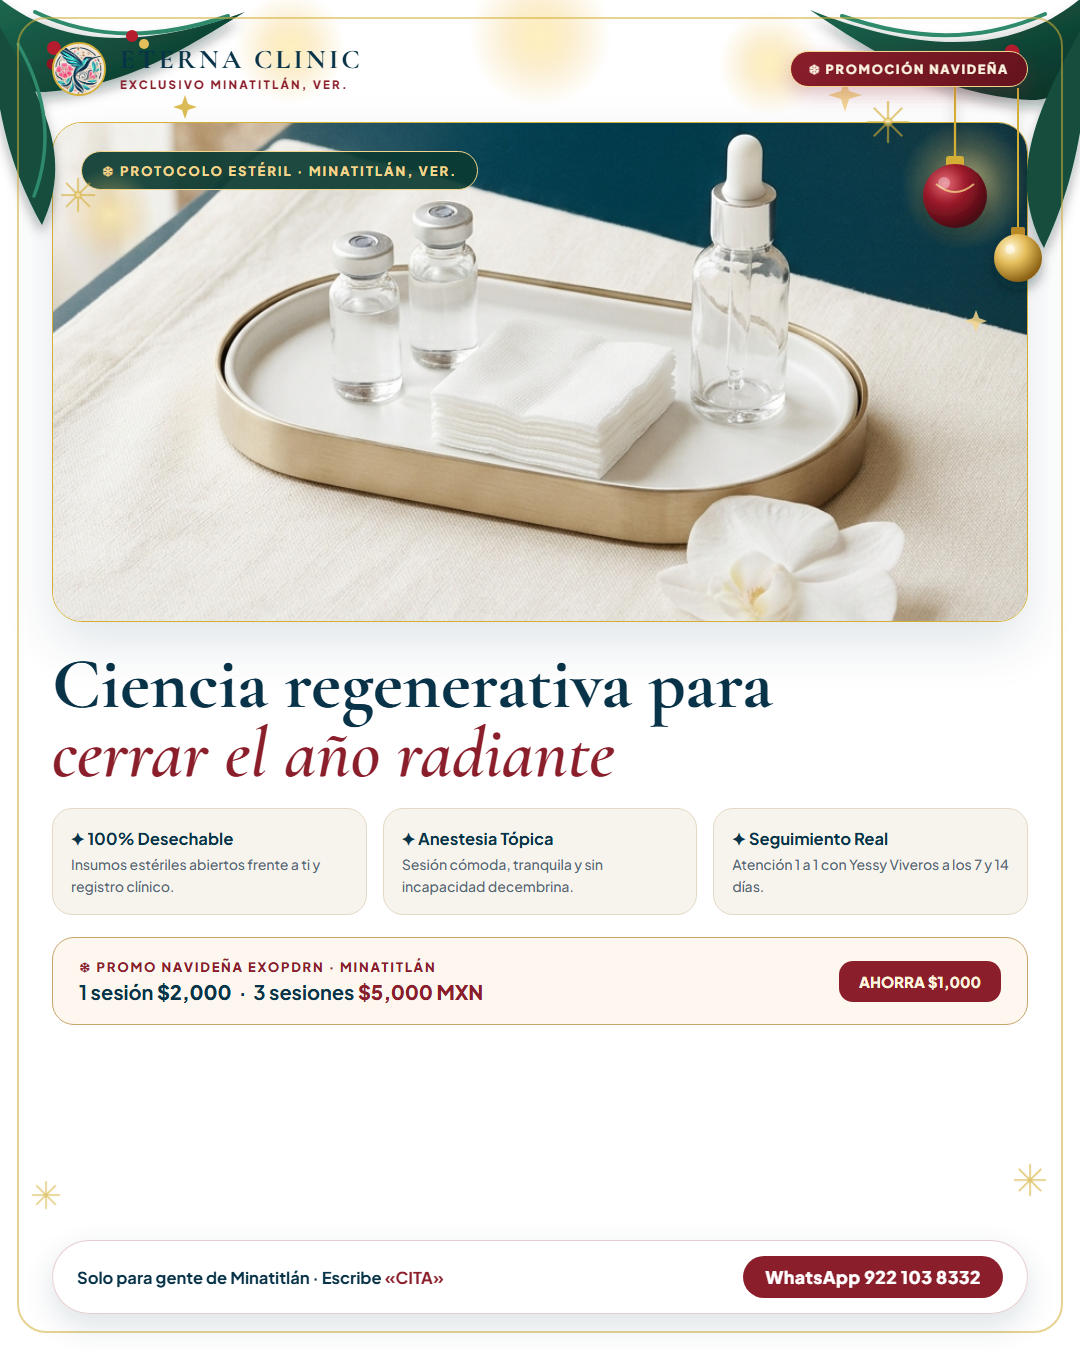 ETERNA CLINIC
EXCLUSIVO MINATITLÁN, VER.
❄ PROMOCIÓN NAVIDEÑA
❄ PROTOCOLO ESTÉRIL · MINATITLÁN, VER.
Ciencia regenerativa para
cerrar el año radiante
✦ 100% Desechable
Insumos estériles abiertos frente a ti y
registro clínico.
✦ Anestesia Tópica
Sesión cómoda, tranquila y sin
incapacidad decembrina.
✦ Seguimiento Real
Atención 1 a 1 con Yessy Viveros a los 7 y 14
días.
❄ PROMO NAVIDEÑA EXOPDRN · MINATITLÁN
1 sesión $2,000 · 3 sesiones $5,000 MXN
AHORRA $1,000
Solo para gente de Minatitlán · Escribe «CITA»
WhatsApp 922 103 8332